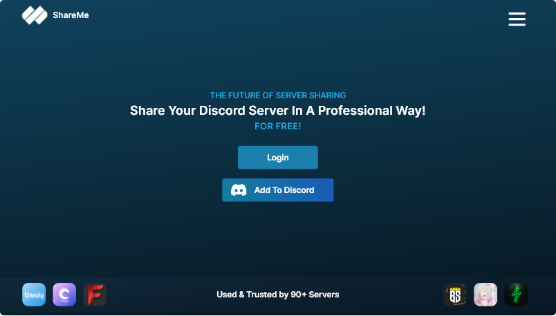 ShareMe
THE FUTURE OF SERVER SHARING
Share Your Discord Server In A Professional Way!
FOR FREE!
Login
Add To Discord
Used & Trusted by 90+ Servers